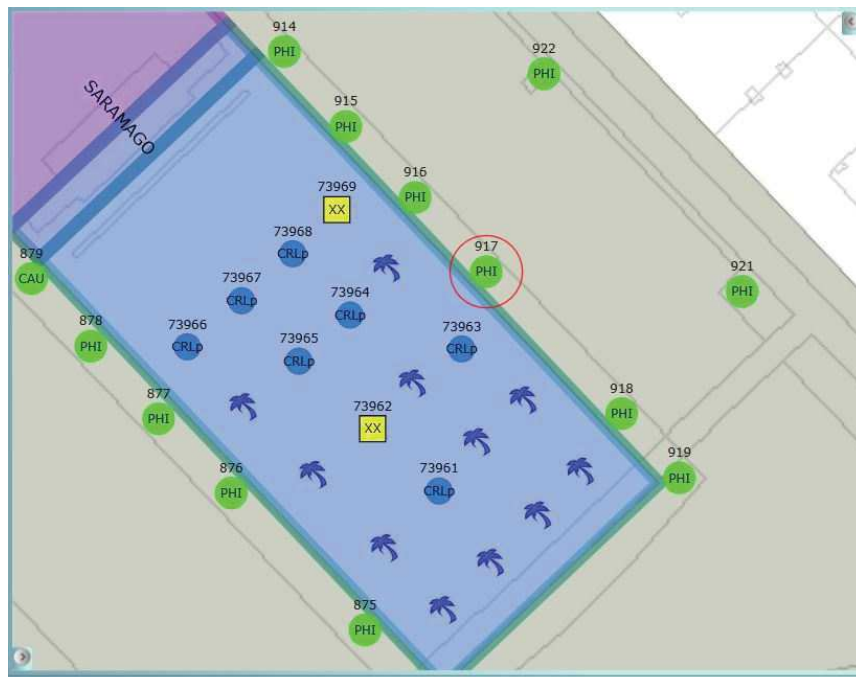 914
PHI
922
PHI
SARAMAGO
915
PHI
916
PHI
73969
XX
73968
CRLp
917
PHI
879
CAU
73967
CRLp
73964
CRLp
921
PHI
878
PHI
73966
CRLp
73965
CRLp
73963
CRLp
877
PHI
73962
XX
918
PHI
876
PHI
73961
CRLp
919
PHI
875
PHI